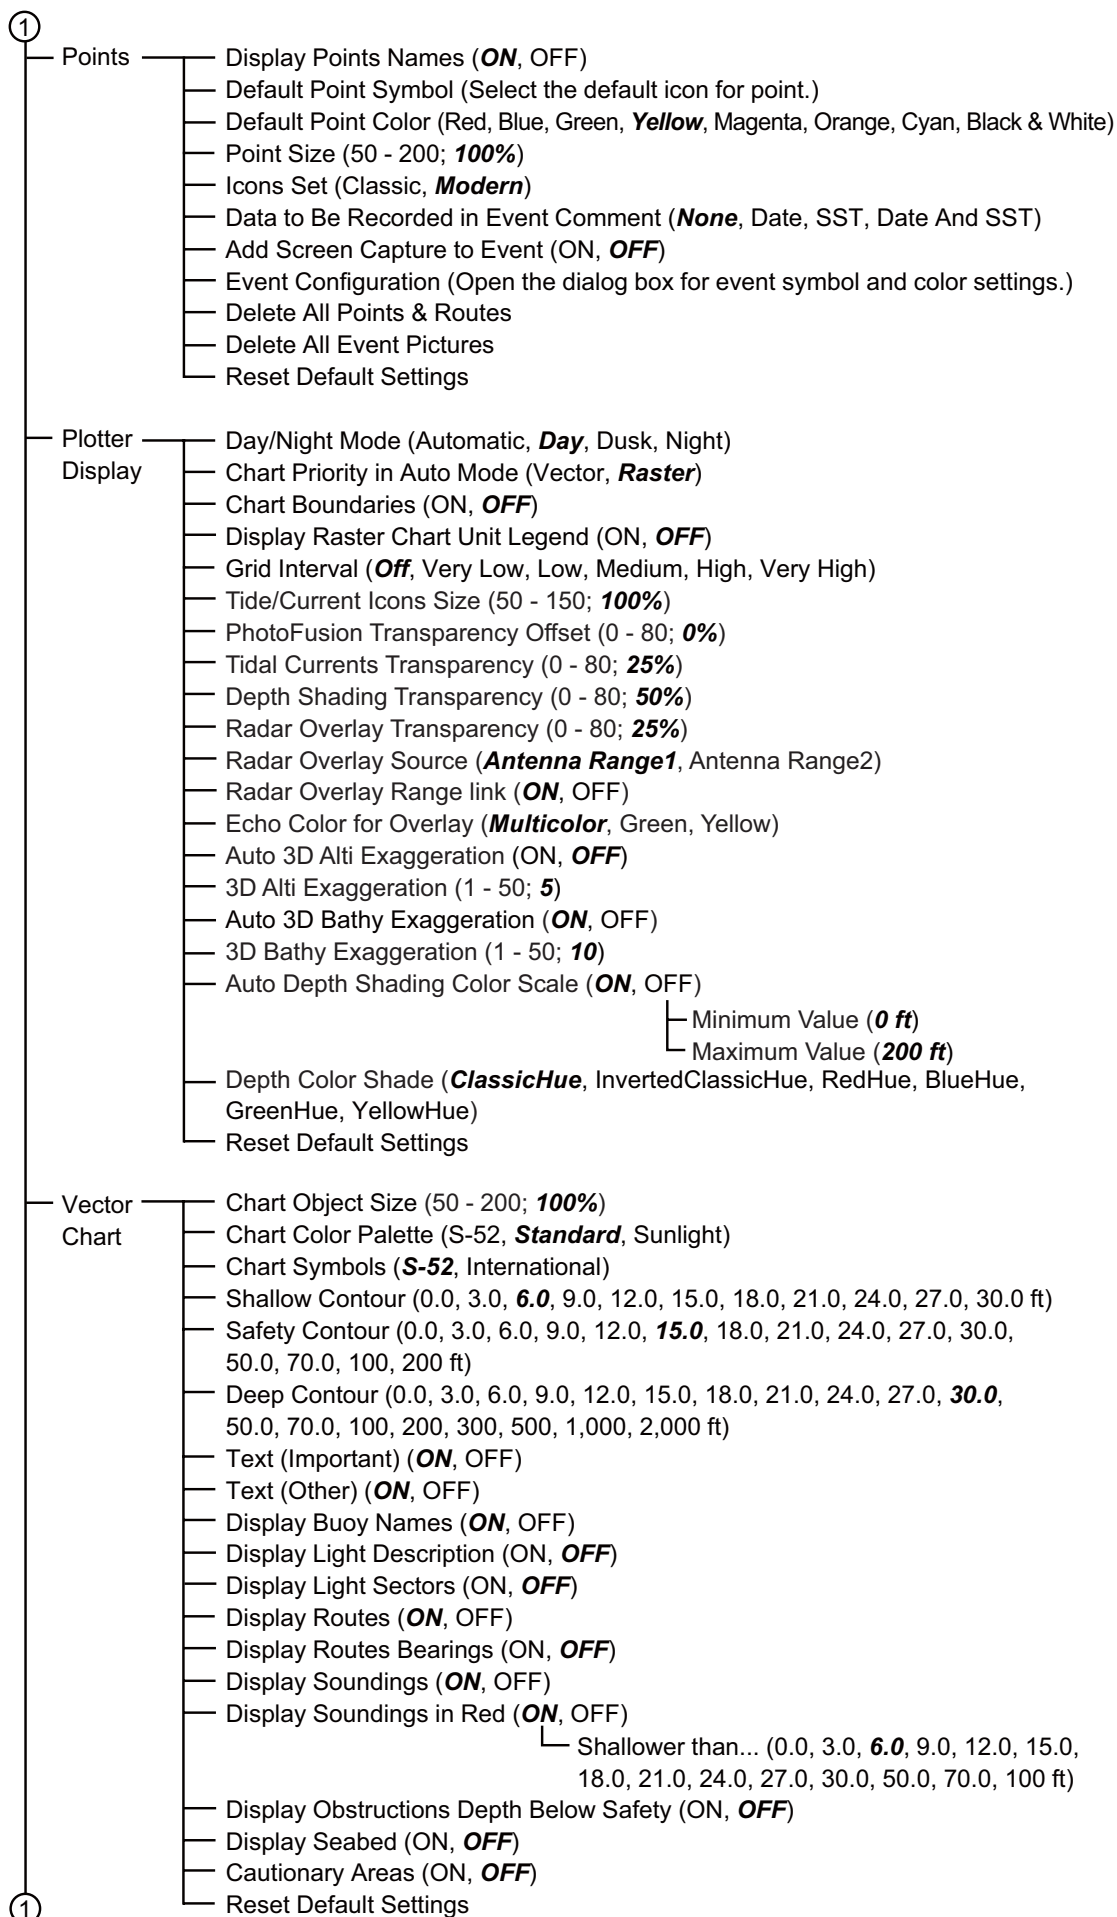 1
Points
Display Points Names (ON, OFF)
Default Point Symbol (Select the default icon for point.)
Default Point Color (Red, Blue, Green, Yellow, Magenta, Orange, Cyan, Black & White)
Point Size (50 - 200; 100%)
Icons Set (Classic, Modern)
Data to Be Recorded in Event Comment (None, Date, SST, Date And SST)
Add Screen Capture to Event (ON, OFF)
Event Configuration (Open the dialog box for event symbol and color settings.)
Delete All Points & Routes
Delete All Event Pictures
Reset Default Settings
Plotter
Display
Day/Night Mode (Automatic, Day, Dusk, Night)
Chart Priority in Auto Mode (Vector, Raster)
Chart Boundaries (ON, OFF)
Display Raster Chart Unit Legend (ON, OFF)
Grid Interval (Off, Very Low, Low, Medium, High, Very High)
Tide/Current Icons Size (50 - 150; 100%)
PhotoFusion Transparency Offset (0 - 80; 0%)
Tidal Currents Transparency (0 - 80; 25%)
Depth Shading Transparency (0 - 80; 50%)
Radar Overlay Transparency (0 - 80; 25%)
Radar Overlay Source (Antenna Range1, Antenna Range2)
Radar Overlay Range link (ON, OFF)
Echo Color for Overlay (Multicolor, Green, Yellow)
Auto 3D Alti Exaggeration (ON, OFF)
3D Alti Exaggeration (1 - 50; 5)
Auto 3D Bathy Exaggeration (ON, OFF)
3D Bathy Exaggeration (1 - 50; 10)
Auto Depth Shading Color Scale (ON, OFF)
Minimum Value (0 ft)
Maximum Value (200 ft)
Depth Color Shade (ClassicHue, InvertedClassicHue, RedHue, BlueHue,
GreenHue, YellowHue)
Reset Default Settings
Vector
Chart
Chart Object Size (50 - 200; 100%)
Chart Color Palette (S-52, Standard, Sunlight)
Chart Symbols (S-52, International)
Shallow Contour (0.0, 3.0, 6.0, 9.0, 12.0, 15.0, 18.0, 21.0, 24.0, 27.0, 30.0 ft)
Safety Contour (0.0, 3.0, 6.0, 9.0, 12.0, 15.0, 18.0, 21.0, 24.0, 27.0, 30.0,
50.0, 70.0, 100, 200 ft)
Deep Contour (0.0, 3.0, 6.0, 9.0, 12.0, 15.0, 18.0, 21.0, 24.0, 27.0, 30.0,
50.0, 70.0, 100, 200, 300, 500, 1,000, 2,000 ft)
Text (Important) (ON, OFF)
Text (Other) (ON, OFF)
Display Buoy Names (ON, OFF)
Display Light Description (ON, OFF)
Display Light Sectors (ON, OFF)
Display Routes (ON, OFF)
Display Routes Bearings (ON, OFF)
Display Soundings (ON, OFF)
Display Soundings in Red (ON, OFF)
Shallower than... (0.0, 3.0, 6.0, 9.0, 12.0, 15.0,
18.0, 21.0, 24.0, 27.0, 30.0, 50.0, 70.0, 100 ft)
Display Obstructions Depth Below Safety (ON, OFF)
Display Seabed (ON, OFF)
Cautionary Areas (ON, OFF)
Reset Default Settings
1